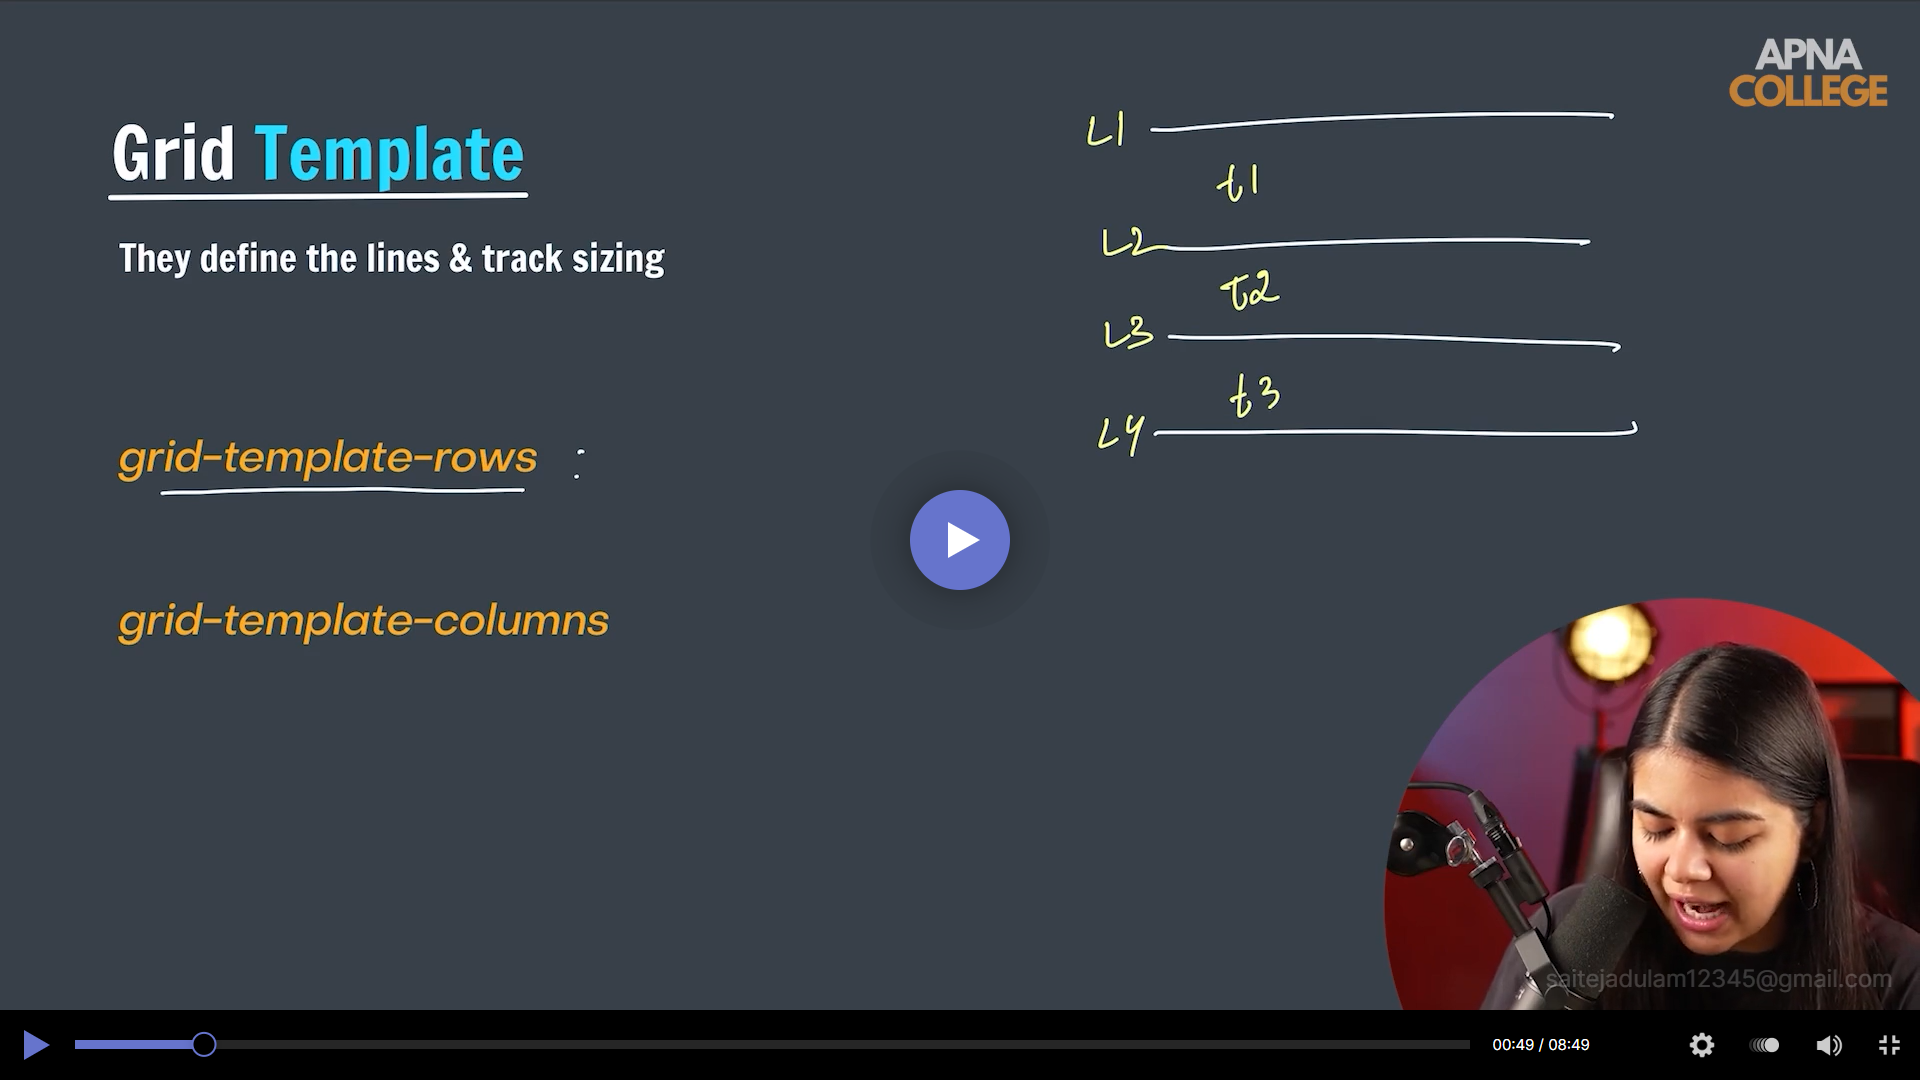 APNA
COLLEGE
Grid Template
They define the lines & track sizing
L1
t1
L2
t2
L3
t3
L4
grid-template-rows :
grid-template-columns
saitejadulam12345@gmail.com
00:49 / 08:49